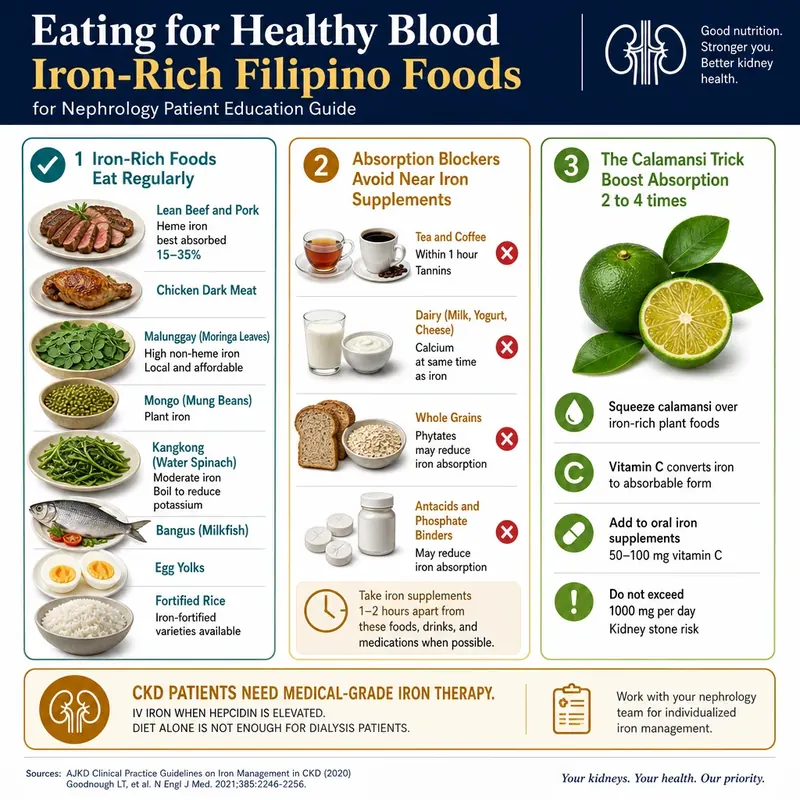 Eating for Healthy Blood
Iron-Rich Filipino Foods
for Nephrology Patient Education Guide
Good nutrition.
Stronger you.
Better kidney
health.
1 Iron-Rich Foods
Eat Regularly
Lean Beef and Pork
Heme iron
best absorbed
15–35%
Chicken Dark Meat
Malunggay (Moringa Leaves)
High non-heme iron
Local and affordable
Mongo (Mung Beans)
Plant iron
Kangkong
(Water Spinach)
Moderate iron
Boil to reduce
potassium
Bangus (Milkfish)
Egg Yolks
Fortified Rice
Iron-fortified
varieties available
2 Absorption Blockers
Avoid Near Iron
Supplements
Tea and Coffee
Within 1 hour
Tannins
Dairy (Milk, Yogurt,
Cheese)
Calcium
at same time
as iron
Whole Grains
Phytates
may reduce
iron absorption
Antacids and
Phosphate
Binders
May reduce
iron absorption
Take iron supplements
1–2 hours apart from
these foods, drinks, and
medications when possible.
3 The Calamansi Trick
Boost Absorption
2 to 4 times
Squeeze calamansi over
iron-rich plant foods
C
Vitamin C converts iron
to absorbable form
Add to oral iron
supplements
50–100 mg vitamin C
!
Do not exceed
1000 mg per day
Kidney stone risk
CKD PATIENTS NEED MEDICAL-GRADE IRON THERAPY.
IV IRON WHEN HEPCIDIN IS ELEVATED.
DIET ALONE IS NOT ENOUGH FOR DIALYSIS PATIENTS.
Work with your nephrology
team for individualized
iron management.
Sources: AJKD Clinical Practice Guidelines on Iron Management in CKD (2020)
Goodnough LT, et al. N Engl J Med. 2021;385:2246-2256.
Your kidneys. Your health. Our priority.